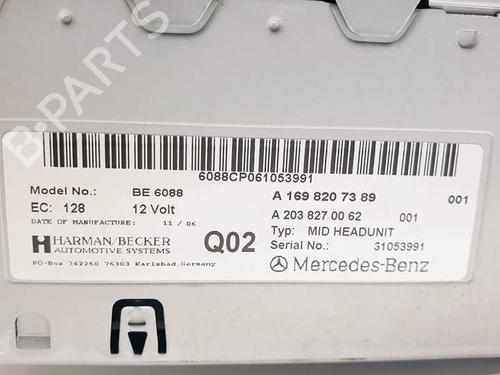 B-PARTS
6088CP061053991
Model No.: BE 6088
EC: 128 12 Volt
DATE OF MANUFACTURE: 11 / 06
HARMAN/BECKER
AUTOMOTIVE SYSTEMS
PO-Box 742260 76303 Karlsbad,Germany
Q02
A 169 820 73 89 001
A 203 827 00 62 001
Typ: MID HEADUNIT
Serial No.: 31053991
Mercedes-Benz